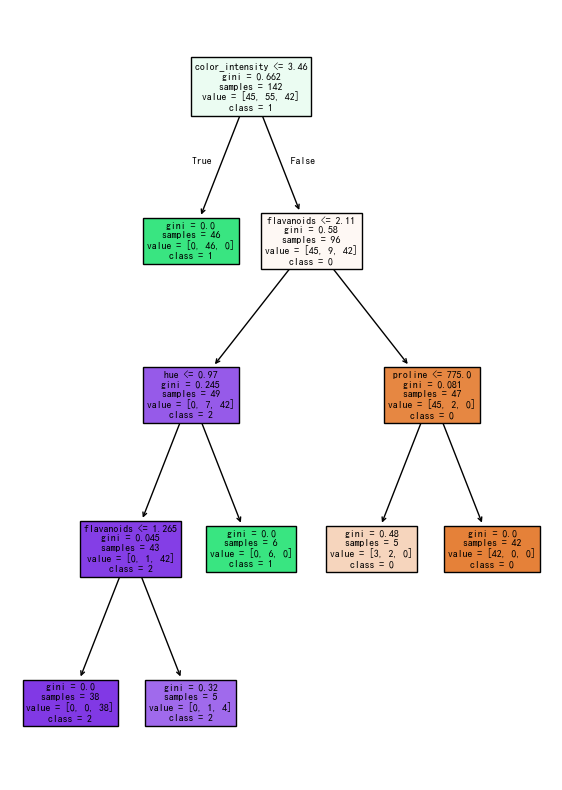 color_intensity <= 3.46
gini = 0.662
samples = 142
value = [45, 55, 42]
class = 1
True
False
gini = 0.0
samples = 46
value = [0, 46, 0]
class = 1
flavanoids <= 2.11
gini = 0.58
samples = 96
value = [45, 9, 42]
class = 0
hue <= 0.97
gini = 0.245
samples = 49
value = [0, 7, 42]
class = 2
proline <= 775.0
gini = 0.081
samples = 47
value = [45, 2, 0]
class = 0
flavanoids <= 1.265
gini = 0.045
samples = 43
value = [0, 1, 42]
class = 2
gini = 0.0
samples = 6
value = [0, 6, 0]
class = 1
gini = 0.48
samples = 5
value = [3, 2, 0]
class = 0
gini = 0.0
samples = 42
value = [42, 0, 0]
class = 0
gini = 0.0
samples = 38
value = [0, 0, 38]
class = 2
gini = 0.32
samples = 5
value = [0, 1, 4]
class = 2